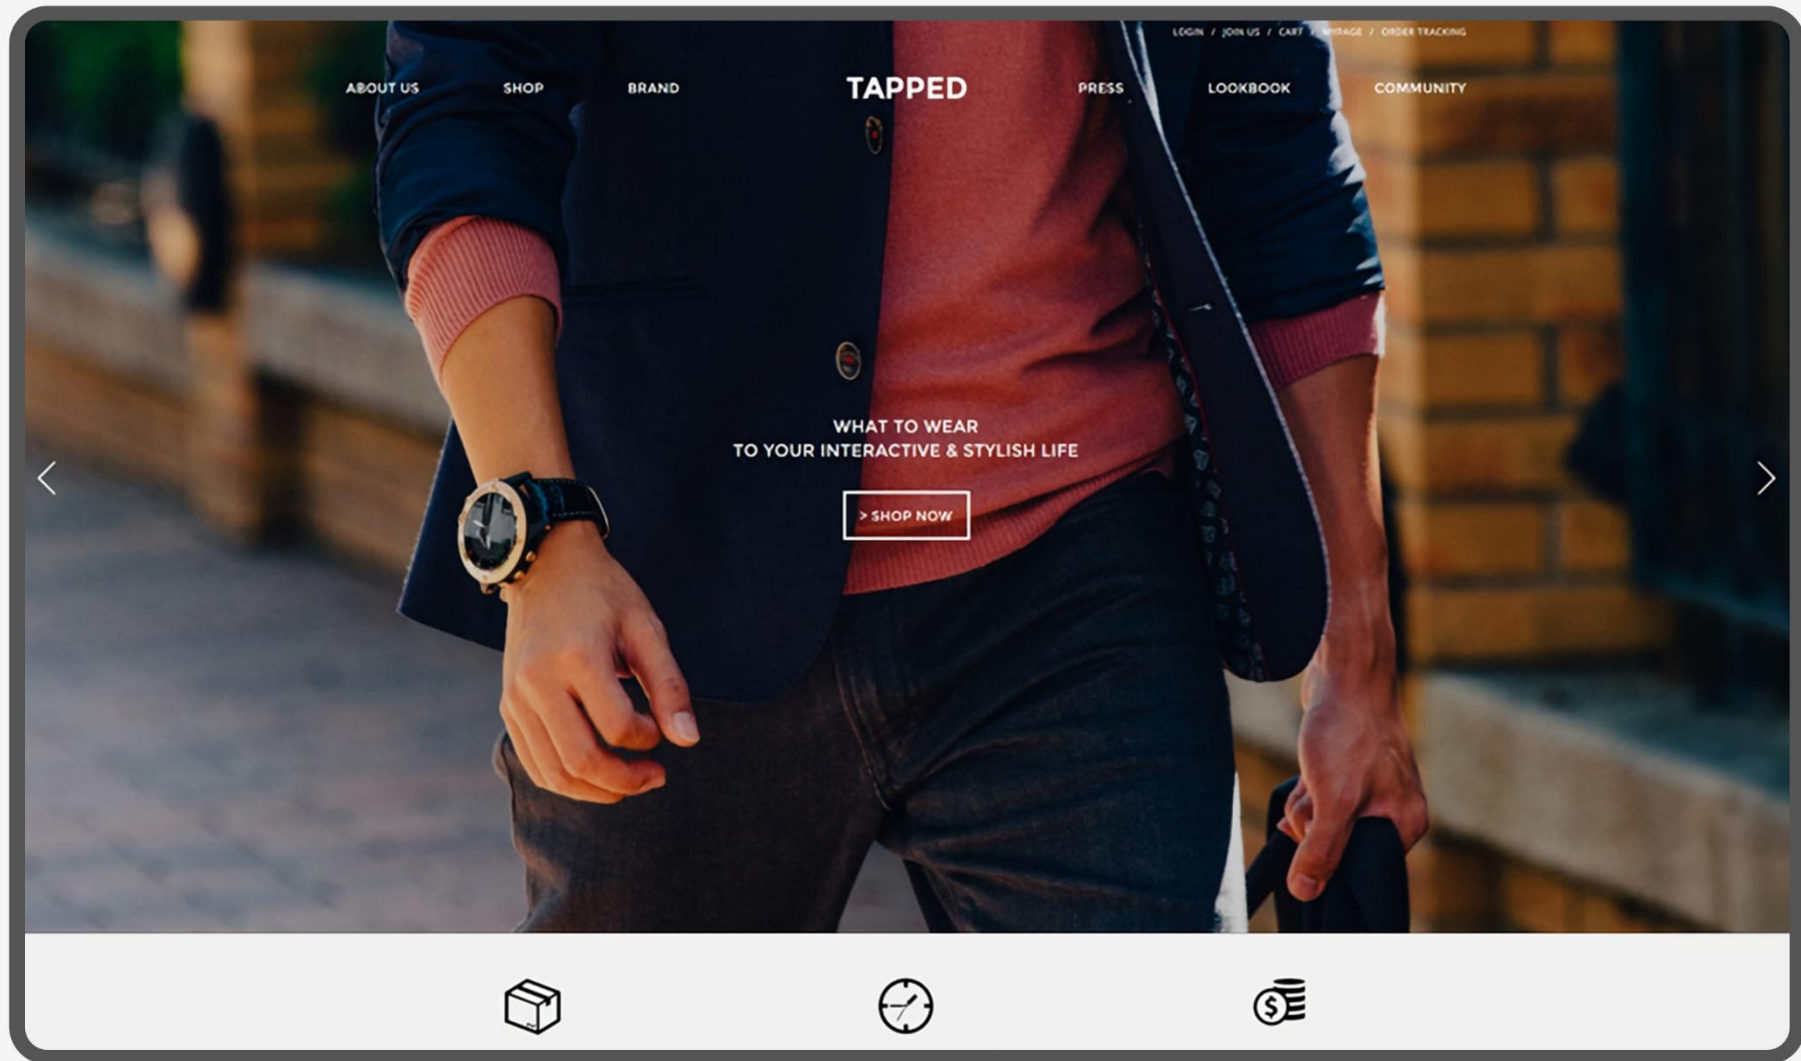 LOGIN / JOIN US / CART / MYPAGE / ORDER TRACKING
ABOUT US SHOP BRAND TAPPED PRESS LOOKBOOK COMMUNITY
WHAT TO WEAR
TO YOUR INTERACTIVE & STYLISH LIFE
> SHOP NOW
$